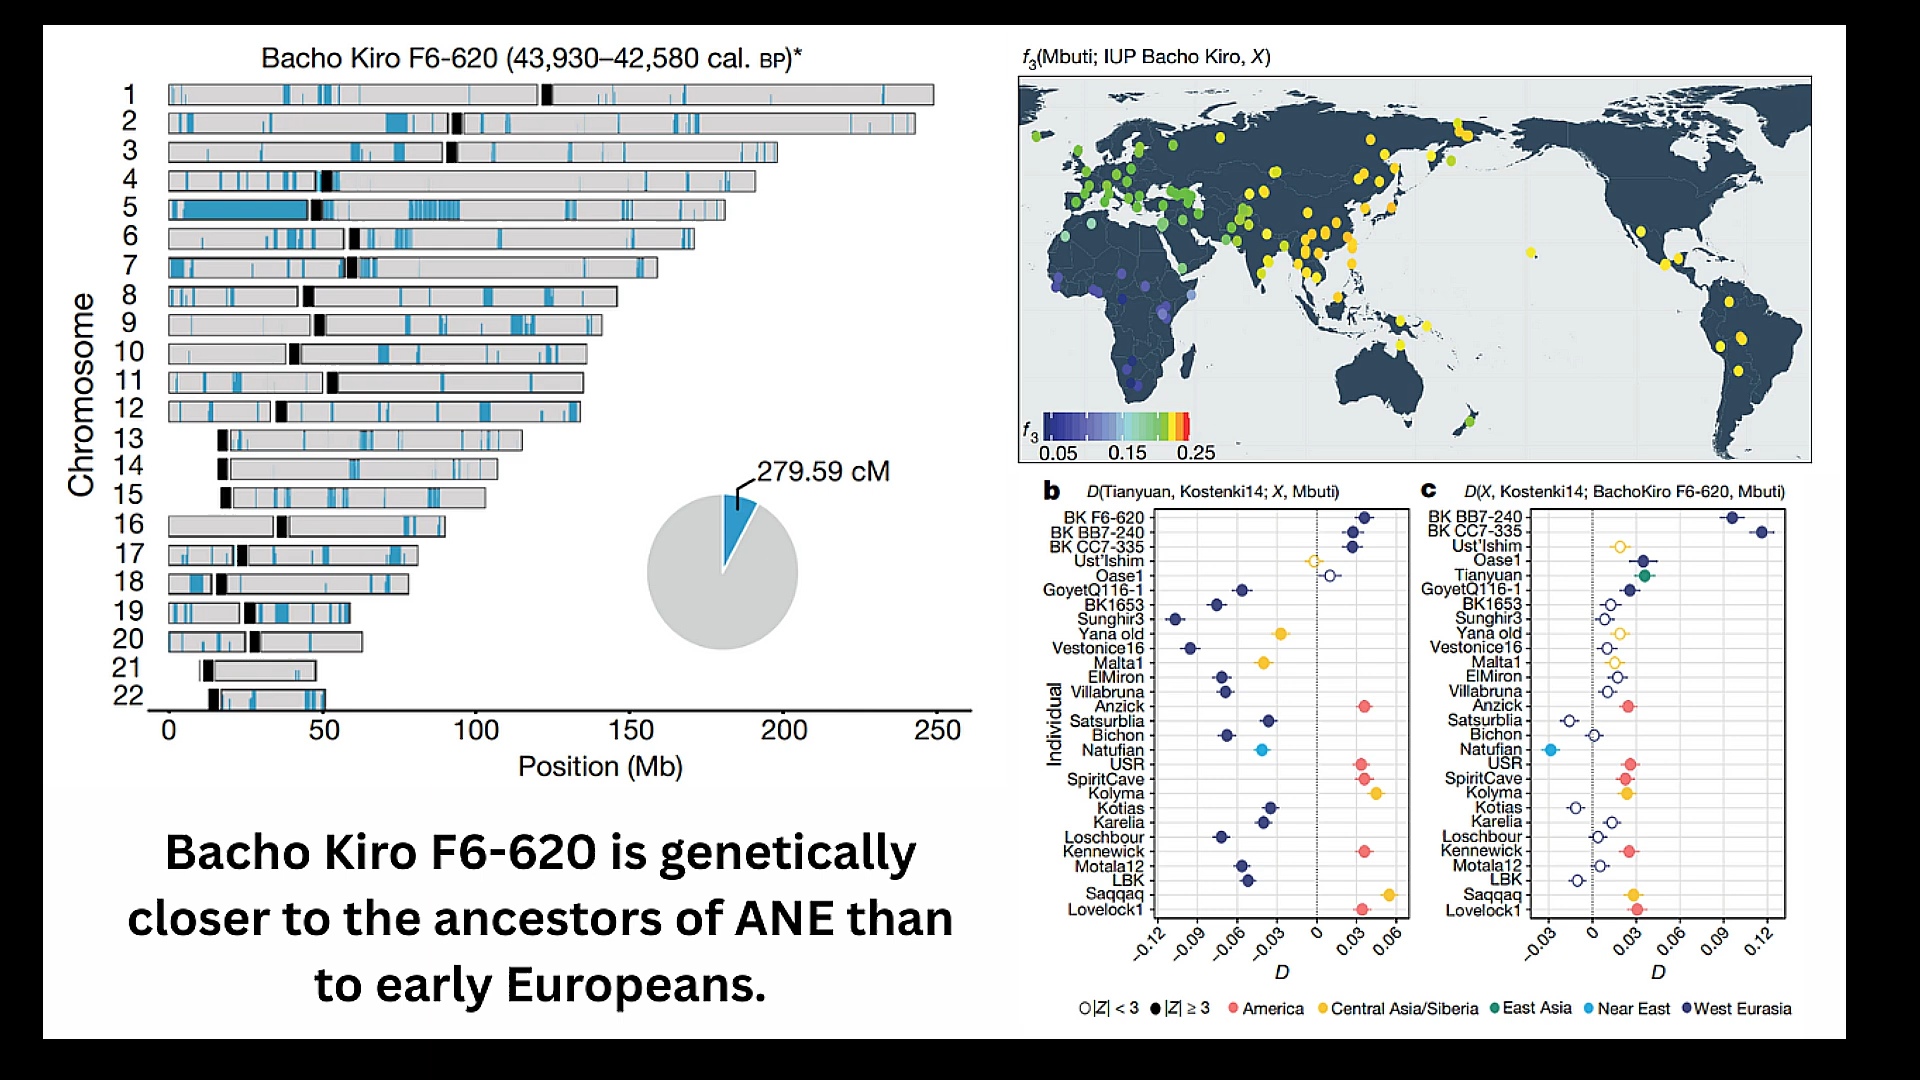 Bacho Kiro F6-620 (43,930–42,580 cal. BP)*
Chromosome
1
2
3
4
5
6
7
8
9
10
11
12
13
14
15
16
17
18
19
20
21
22
279.59 cM
0 50 100 150 200 250
Position (Mb)
Bacho Kiro F6-620 is genetically
closer to the ancestors of ANE than
to early Europeans.
f3(Mbuti; IUP Bacho Kiro, X)
f3
0.05 0.15 0.25
b D(Tianyuan, Kostenki14; X, Mbuti)
Individual
BK F6-620
BK BB7-240
BK CC7-335
Ust'Ishim
Oase1
GoyetQ116-1
BK1653
Sunghir3
Yana old
Vestonice16
Malta1
ElMiron
Villabruna
Anzick
Satsurblia
Bichon
Natufian
USR
SpiritCave
Kolyma
Kotias
Karelia
Loschbour
Kennewick
Motala12
LBK
Saqqaq
Lovelock1
−0.12 −0.09 −0.06 −0.03 0 0.03 0.06
D
c D(X, Kostenki14; BachoKiro F6-620, Mbuti)
BK BB7-240
BK CC7-335
Ust'Ishim
Oase1
Tianyuan
GoyetQ116-1
BK1653
Sunghir3
Yana old
Vestonice16
Malta1
ElMiron
Villabruna
Anzick
Satsurblia
Bichon
Natufian
USR
SpiritCave
Kolyma
Kotias
Karelia
Loschbour
Kennewick
Motala12
LBK
Saqqaq
Lovelock1
−0.03 0 0.03 0.06 0.09 0.12
D
|Z| < 3 |Z| ≥ 3 America Central Asia/Siberia East Asia Near East West Eurasia